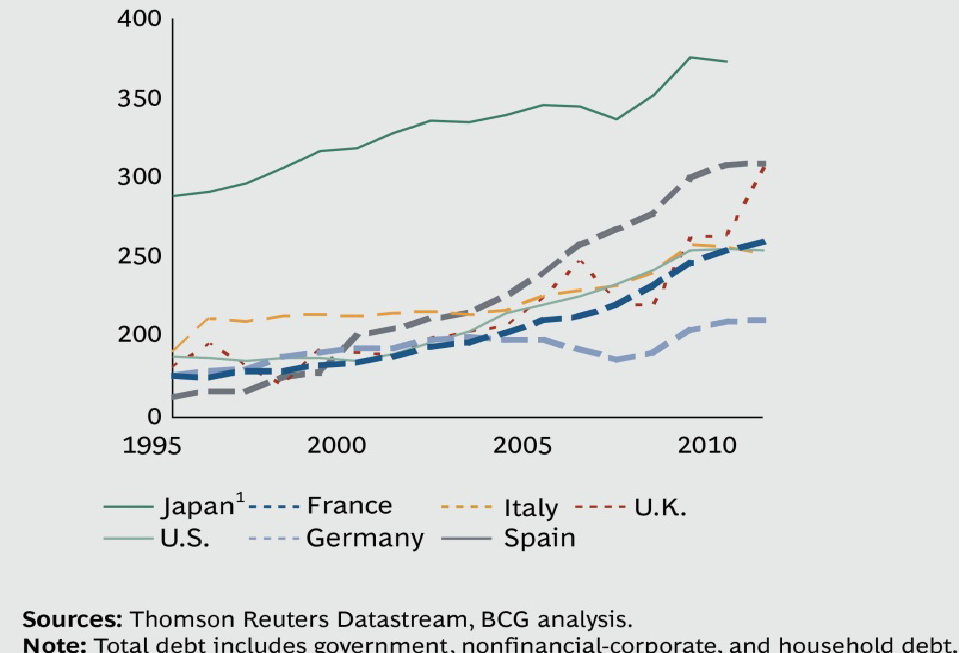 400
350
300
250
200
0
1995 2000 2005 2010
Japan¹ France Italy U.K.
U.S. Germany Spain
Sources: Thomson Reuters Datastream, BCG analysis.
Note: Total debt includes government, nonfinancial-corporate, and household debt.